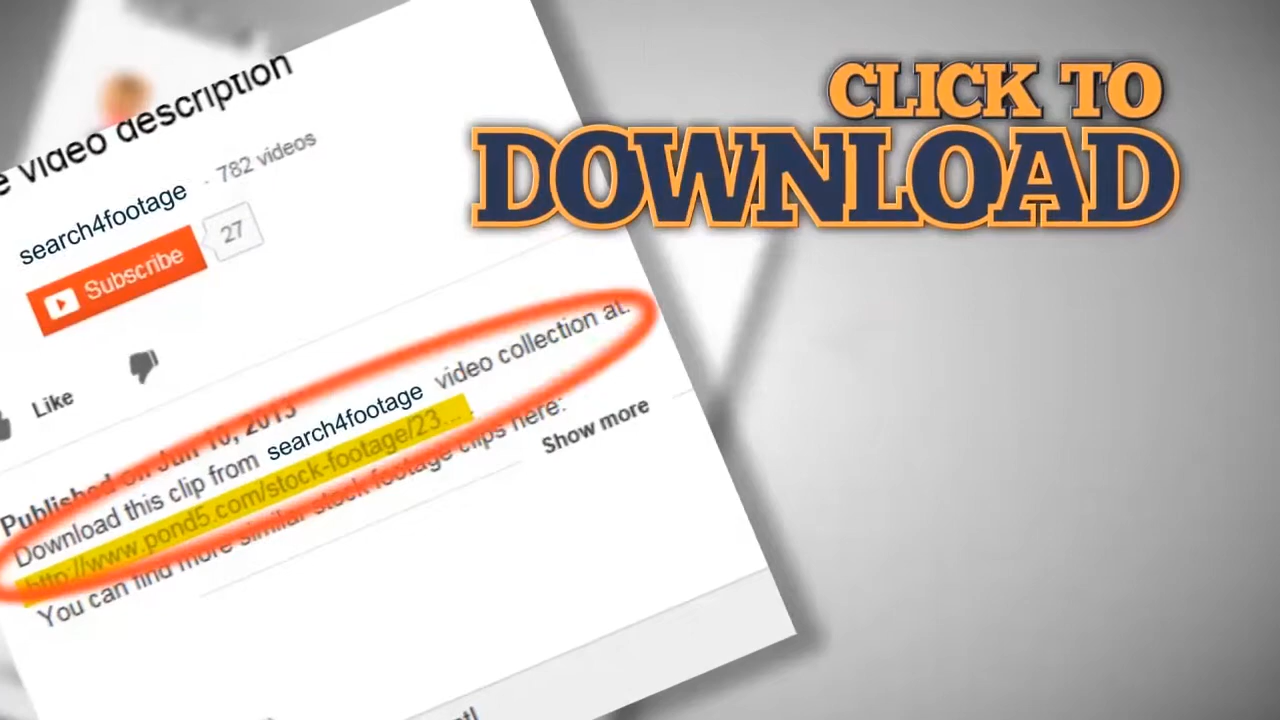 CLICK TO
DOWNLOAD
e video description
search4footage · 782 videos
Subscribe 27
Like
Published on Jun 10, 2013
Download this clip from search4footage video collection at:
http://www.pond5.com/stock-footage/23...
You can find more similar stock footage clips here:
Show more